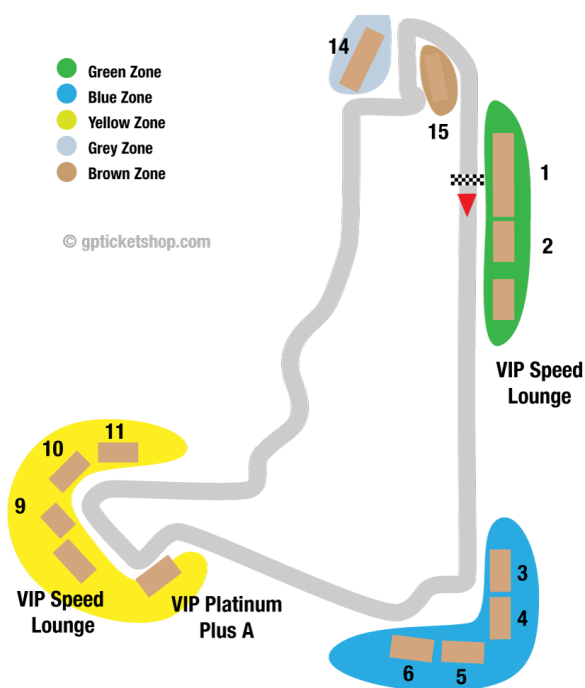 14
Green Zone
Blue Zone
Yellow Zone
Grey Zone
Brown Zone
15
1
2
© gpticketshop.com
VIP Speed
Lounge
11
10
9
3
4
VIP Speed
Lounge
VIP Platinum
Plus A
6
5